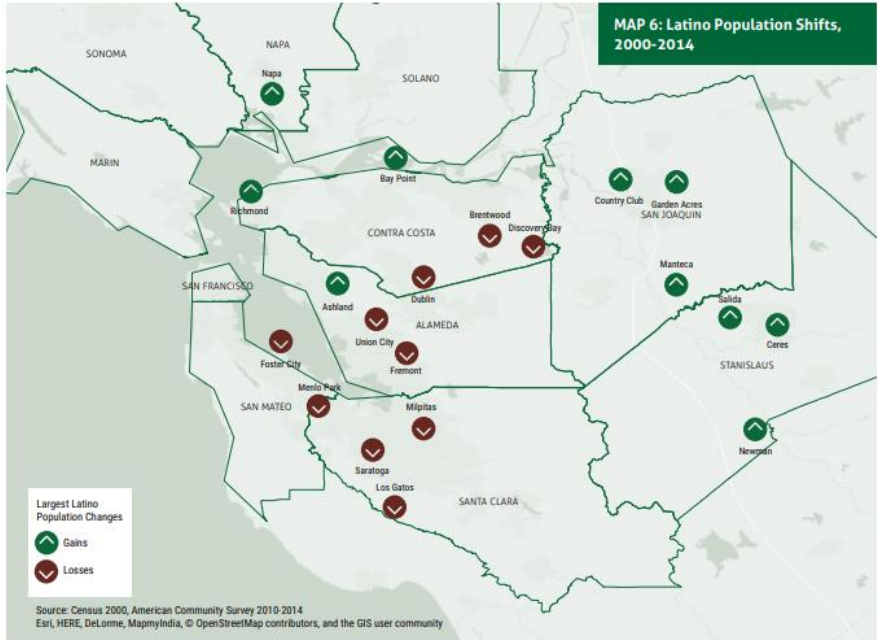 MAP 6: Latino Population Shifts,
2000-2014
SONOMA
NAPA
Napa
SOLANO
MARIN
Bay Point
Richmond
Country Club
Garden Acres
SAN JOAQUIN
Brentwood
Discovery Bay
CONTRA COSTA
Manteca
SAN FRANCISCO
Ashland
Dublin
Salida
ALAMEDA
Union City
Ceres
Foster City
Fremont
STANISLAUS
Menlo Park
SAN MATEO
Milpitas
Newman
Saratoga
Los Gatos
SANTA CLARA
Largest Latino
Population Changes
Gains
Losses
Source: Census 2000, American Community Survey 2010-2014
Esri, HERE, DeLorme, MapmyIndia, © OpenStreetMap contributors, and the GIS user community